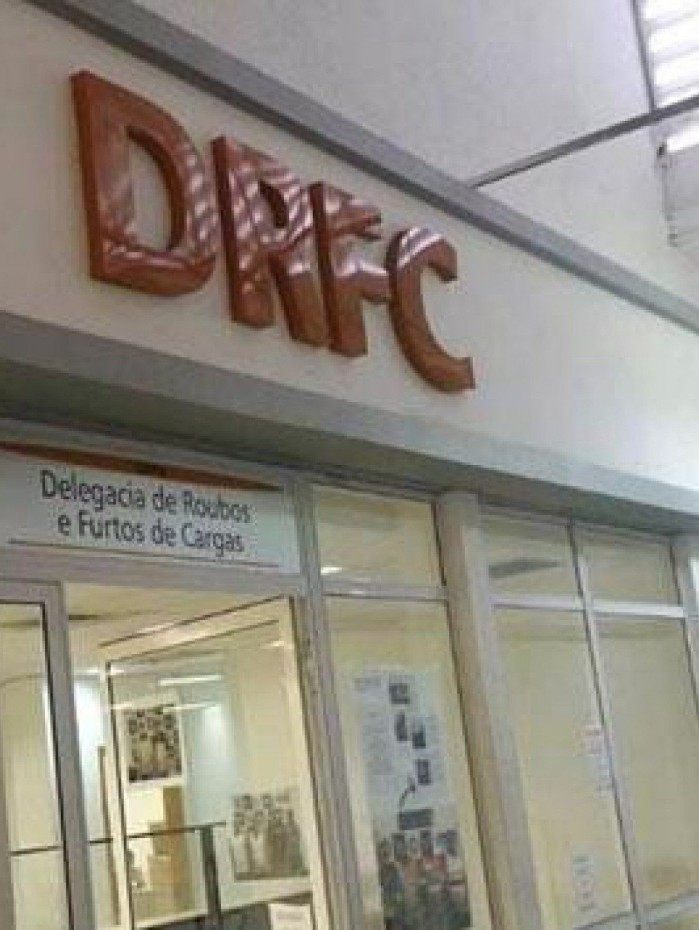 DRFC
Delegacia de Roubos
e Furtos de Cargas